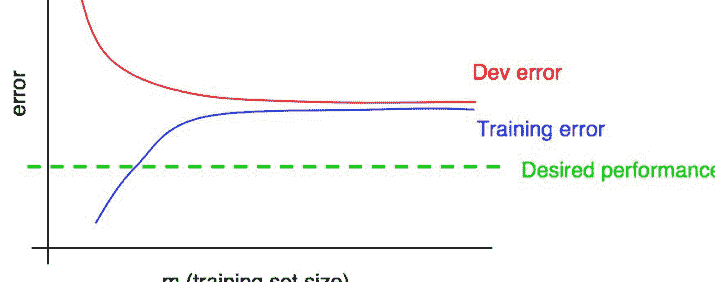 error
Dev error
Training error
Desired performance
m (training set size)